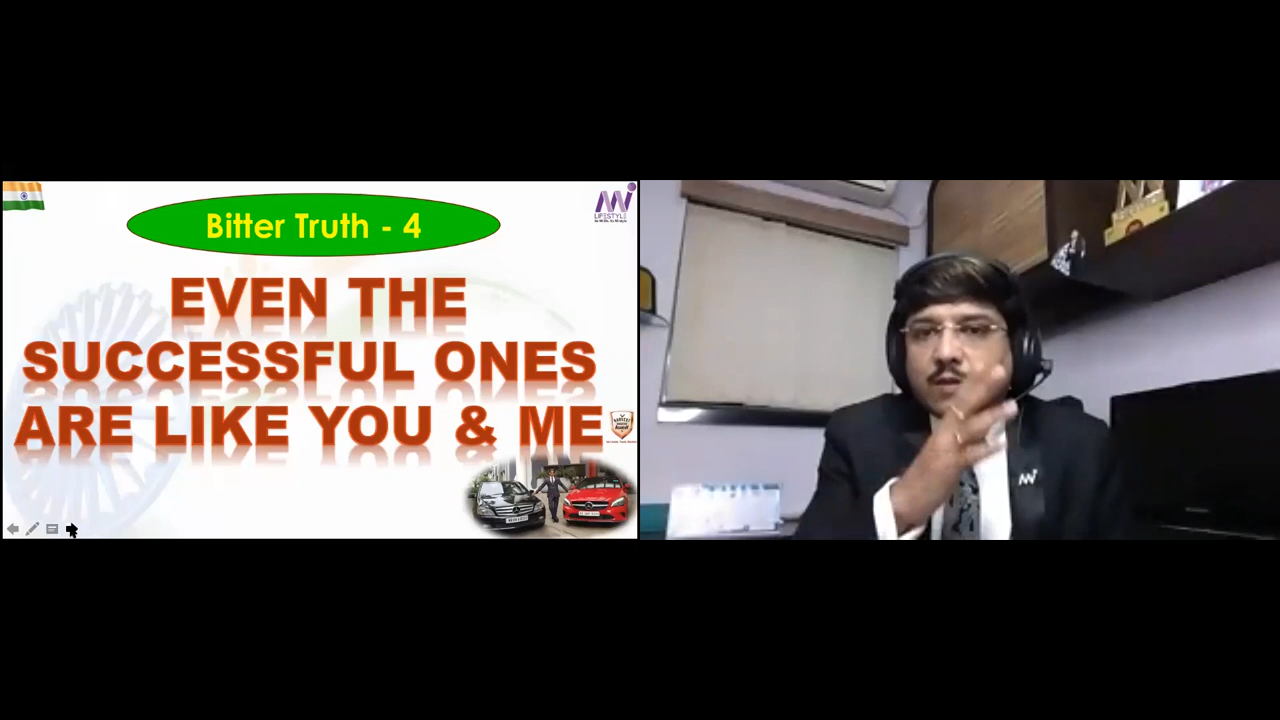 Bitter Truth - 4
LIFESTYLE
EVEN THE
SUCCESSFUL ONES
ARE LIKE YOU & ME